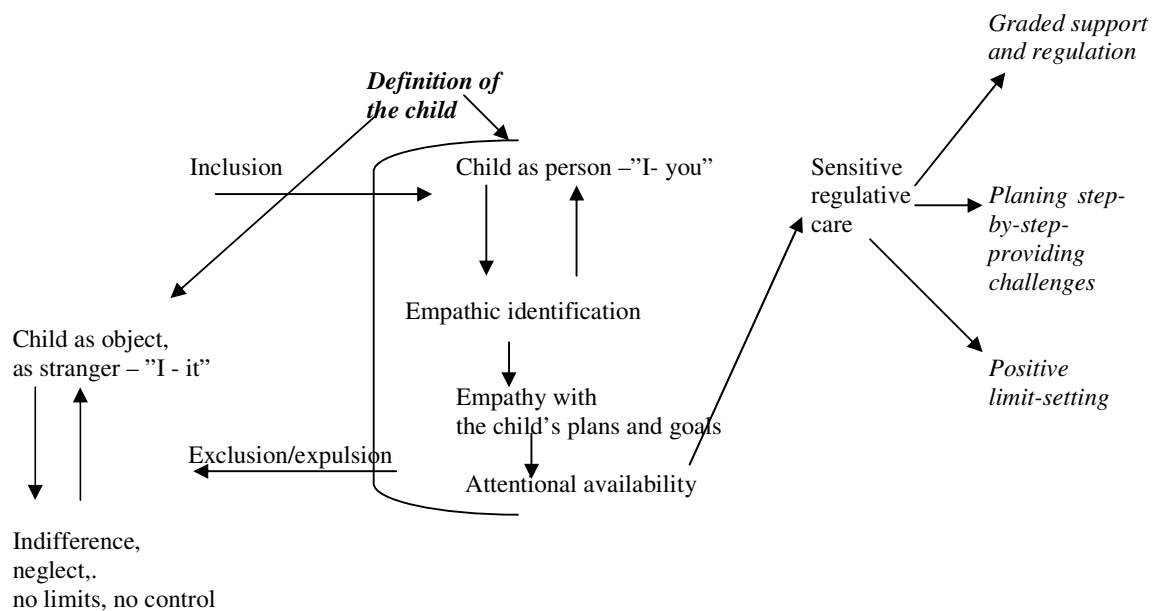 Graded support
and regulation
Definition of
the child
Inclusion
Child as person –”I- you”
Sensitive
regulative
care
Planing step-
by-step-
providing
challenges
Empathic identification
Child as object,
as stranger – ”I - it”
Positive
limit-setting
Empathy with
the child’s plans and goals
Exclusion/expulsion
Attentional availability
Indifference,
neglect,.
no limits, no control